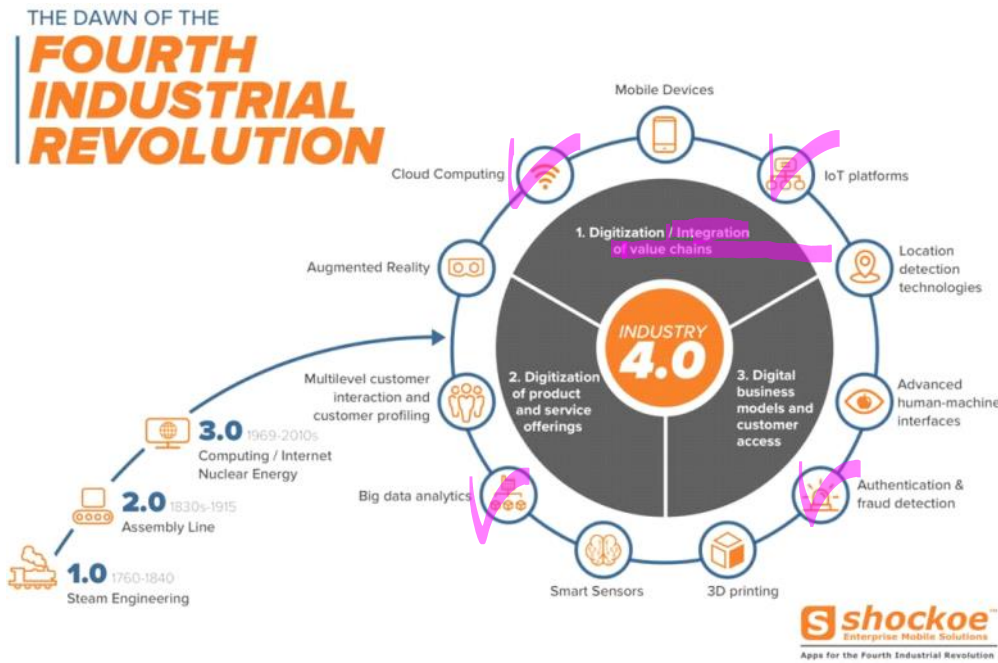 THE DAWN OF THE
FOURTH
INDUSTRIAL
REVOLUTION
Mobile Devices
Cloud Computing
IoT platforms
1. Digitization / Integration
of value chains
Augmented Reality
Location
detection
technologies
INDUSTRY
4.0
Multilevel customer
interaction and
customer profiling
2. Digitization
of product
and service
offerings
3. Digital
business
models and
customer
access
Advanced
human-machine
interfaces
3.0 1969-2010s
Computing / Internet
Nuclear Energy
Big data analytics
Authentication &
fraud detection
2.0 1830s-1915
Assembly Line
1.0 1760-1840
Steam Engineering
Smart Sensors
3D printing
S shockoe™
Enterprise Mobile Solutions
Apps for the Fourth Industrial Revolution